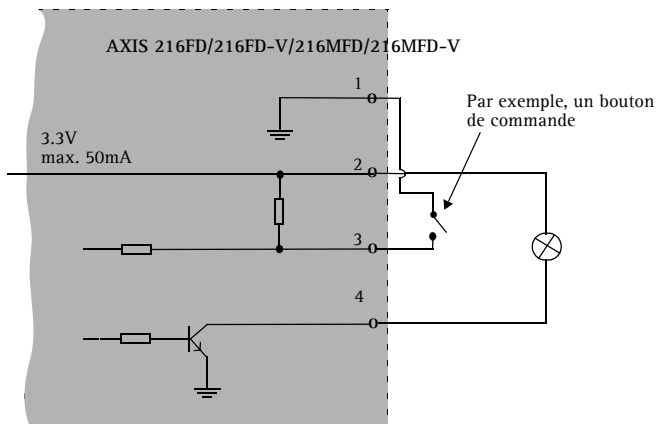 AXIS 216FD/216FD-V/216MFD/216MFD-V
1
Par exemple, un bouton
de commande
3.3V
max. 50mA
2
3
4